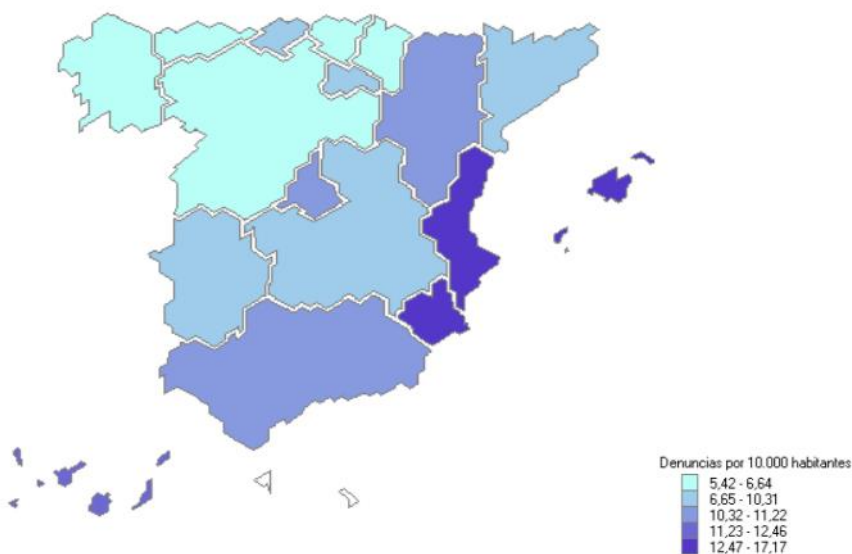 Denuncias por 10.000 habitantes
5,42 - 6,64
6,65 - 10,31
10,32 - 11,22
11,23 - 12,46
12,47 - 17,17